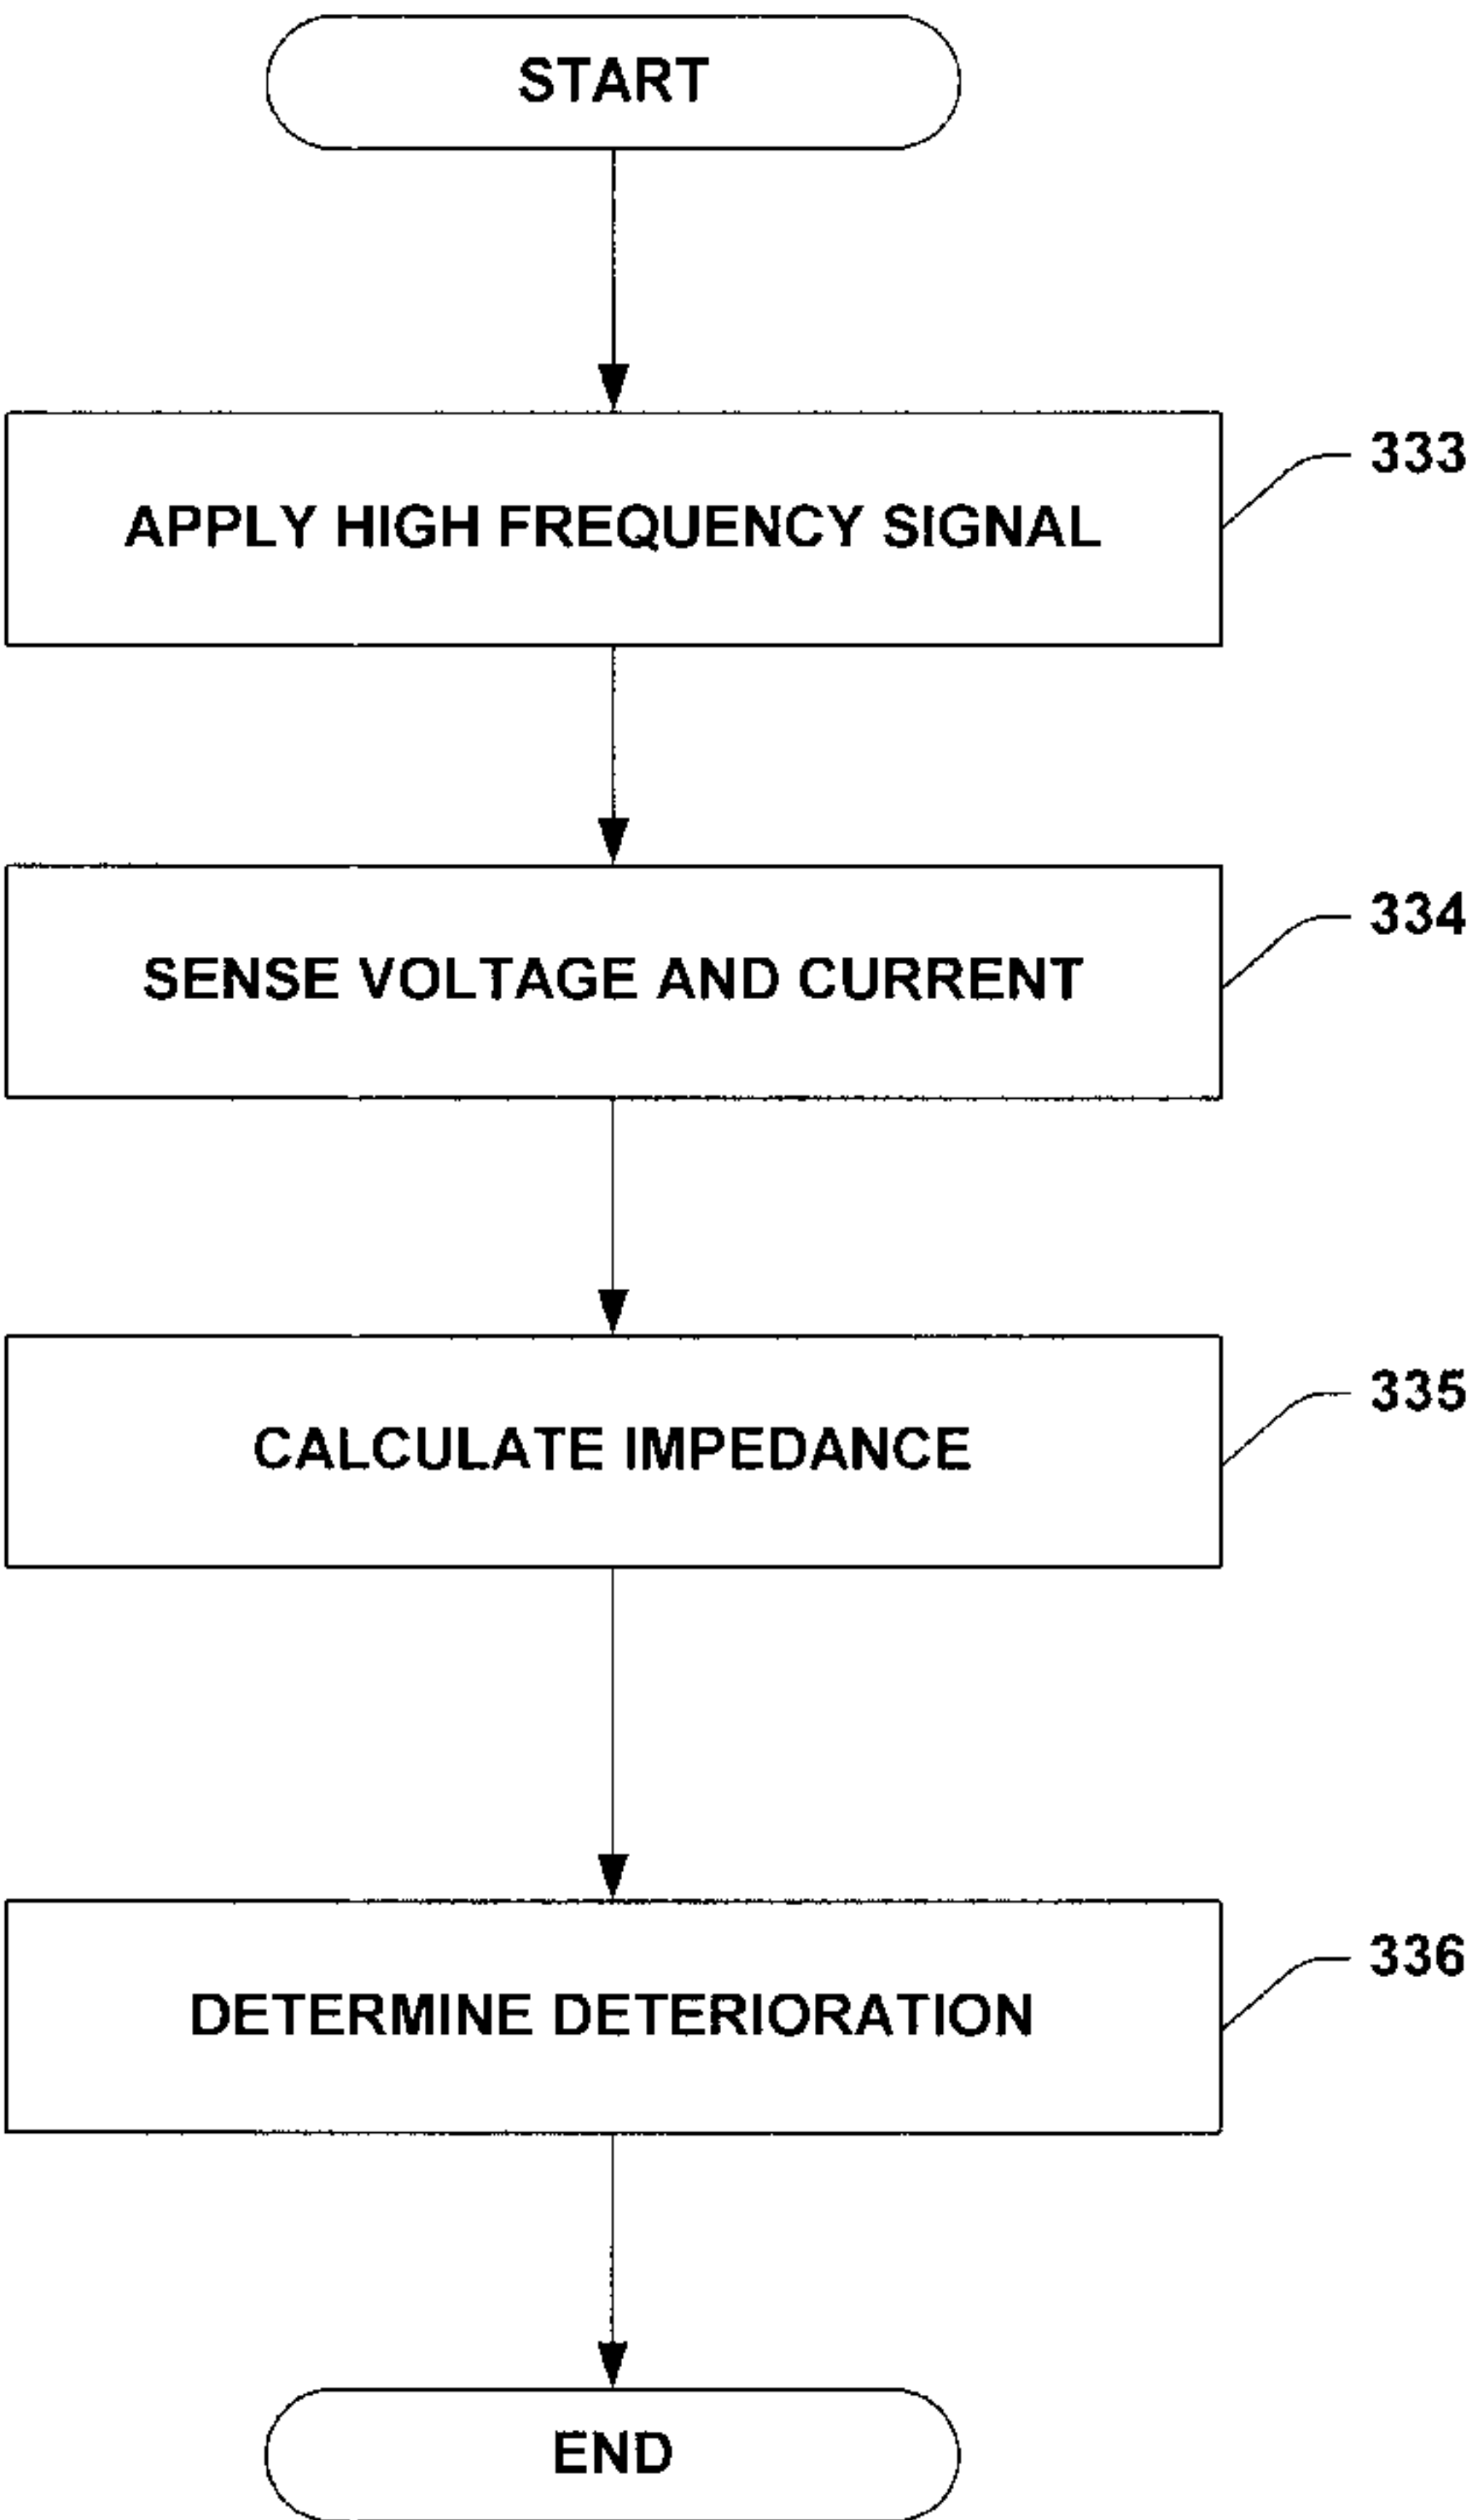 START
APPLY HIGH FREQUENCY SIGNAL
333
SENSE VOLTAGE AND CURRENT
334
CALCULATE IMPEDANCE
335
DETERMINE DETERIORATION
336
END